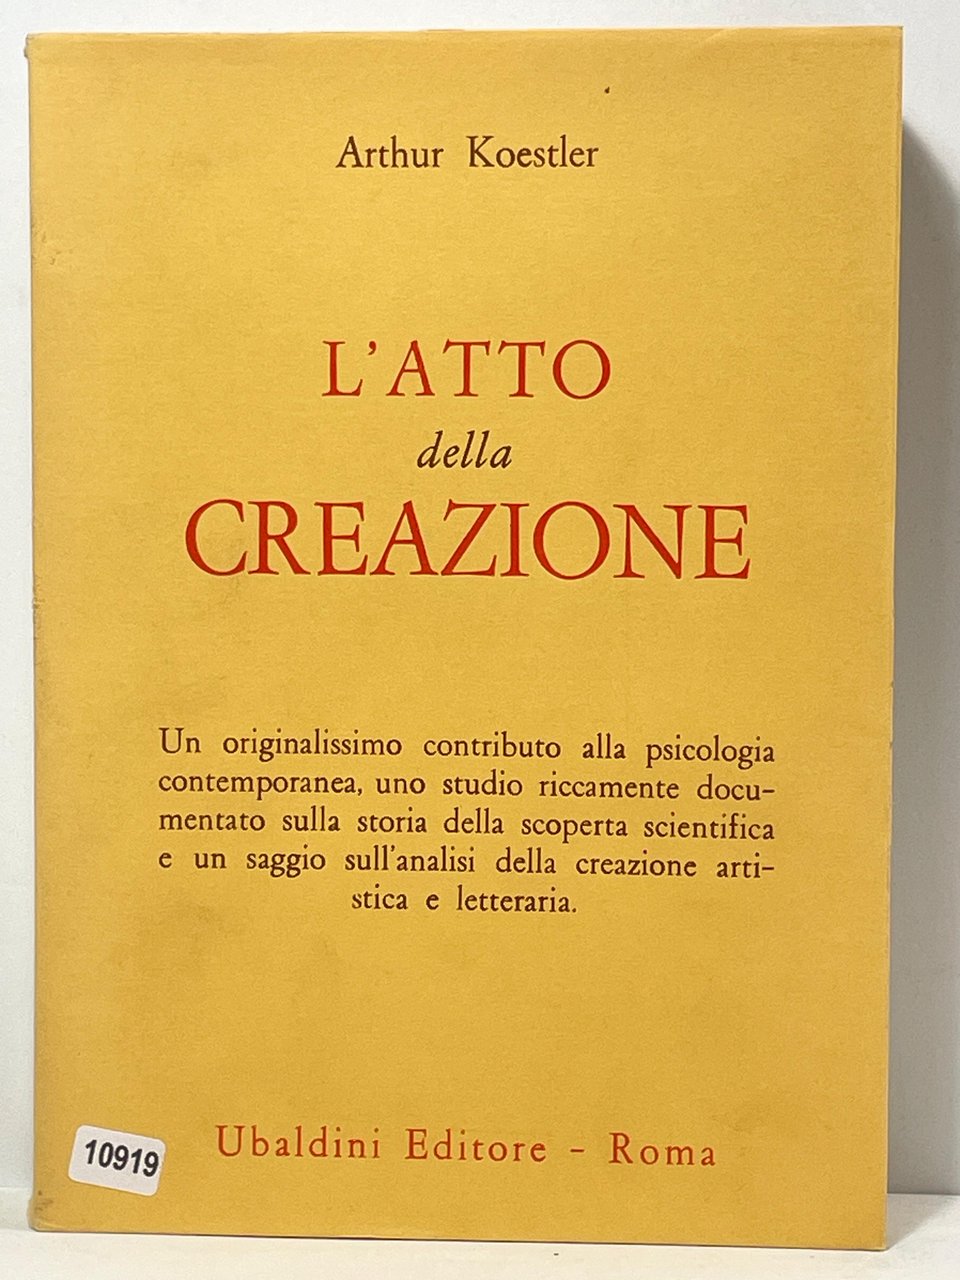 Arthur Koestler
L'ATTO
della
CREAZIONE
Un originalissimo contributo alla psicologia
contemporanea, uno studio riccamente docu-
mentato sulla storia della scoperta scientifica
e un saggio sull'analisi della creazione arti-
stica e letteraria.
10919
Ubaldini Editore - Roma